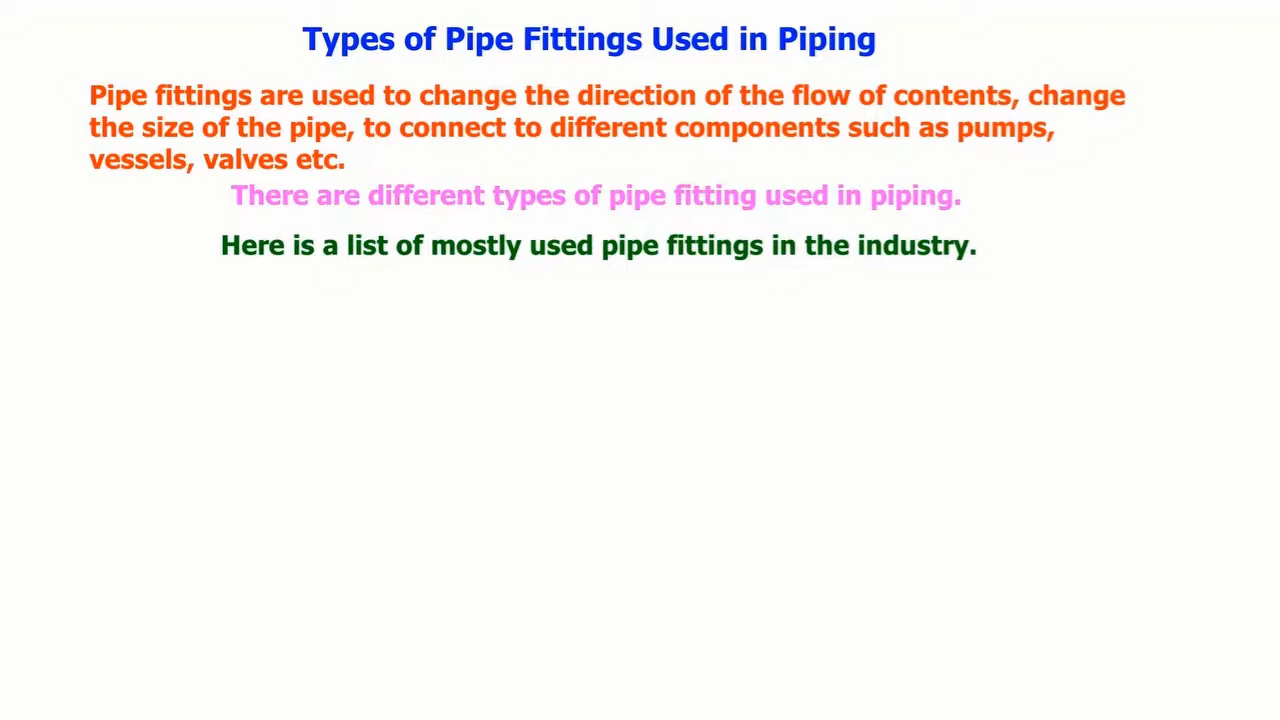 Types of Pipe Fittings Used in Piping
Pipe fittings are used to change the direction of the flow of contents, change
the size of the pipe, to connect to different components such as pumps,
vessels, valves etc.
There are different types of pipe fitting used in piping.
Here is a list of mostly used pipe fittings in the industry.